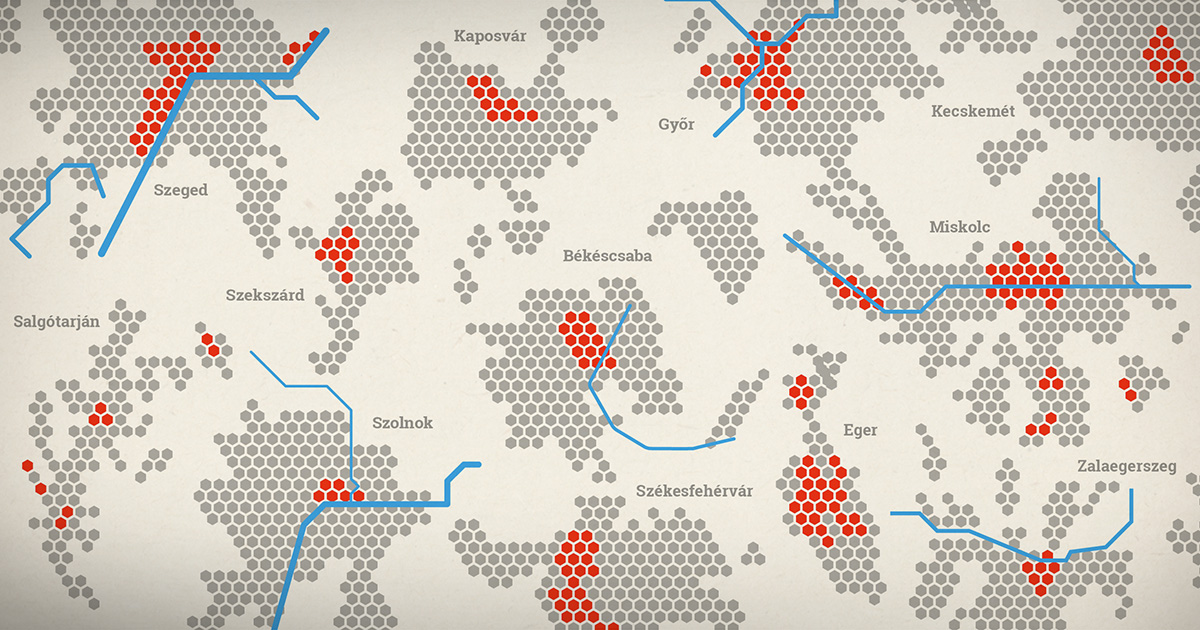 Kaposvár
Kecskemét
Győr
Szeged
Miskolc
Békéscsaba
Szekszárd
Salgótarján
Szolnok
Eger
Zalaegerszeg
Székesfehérvár